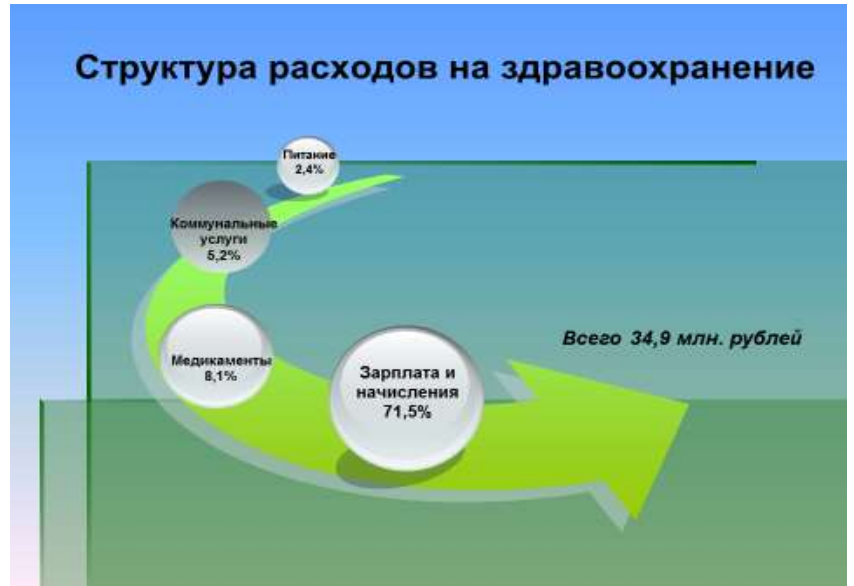 Структура расходов на здравоохранение
Питание
2,4%
Коммунальные
услуги
5,2%
Медикаменты
8,1%
Зарплата и
начисления
71,5%
Всего 34,9 млн. рублей